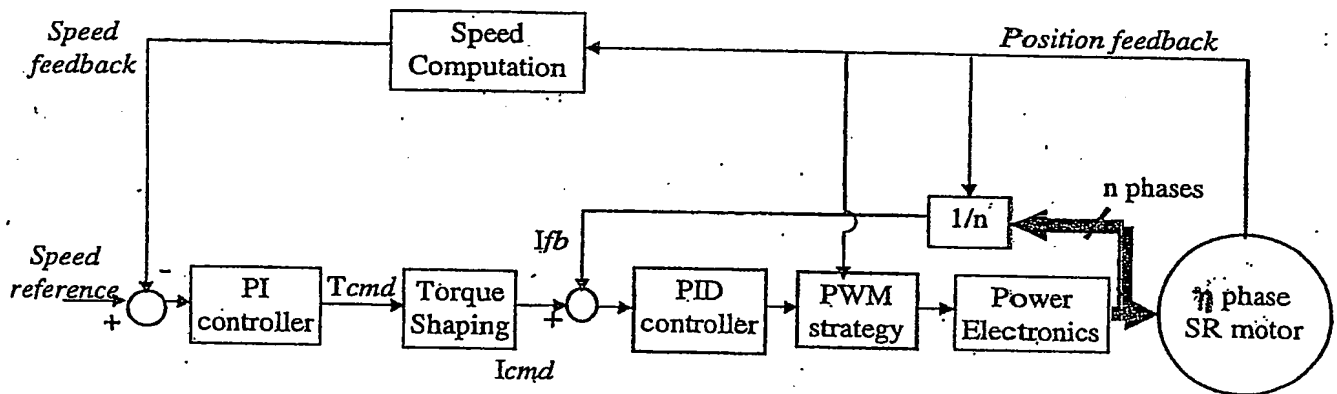 Speed
feedback
Speed
Computation
Position feedback
n phases
1/n
Ifb
Speed
reference
-
+
PI
controller
Tcmd
Torque
Shaping
+
Icmd
PID
controller
PWM
strategy
Power
Electronics
n phase
SR motor